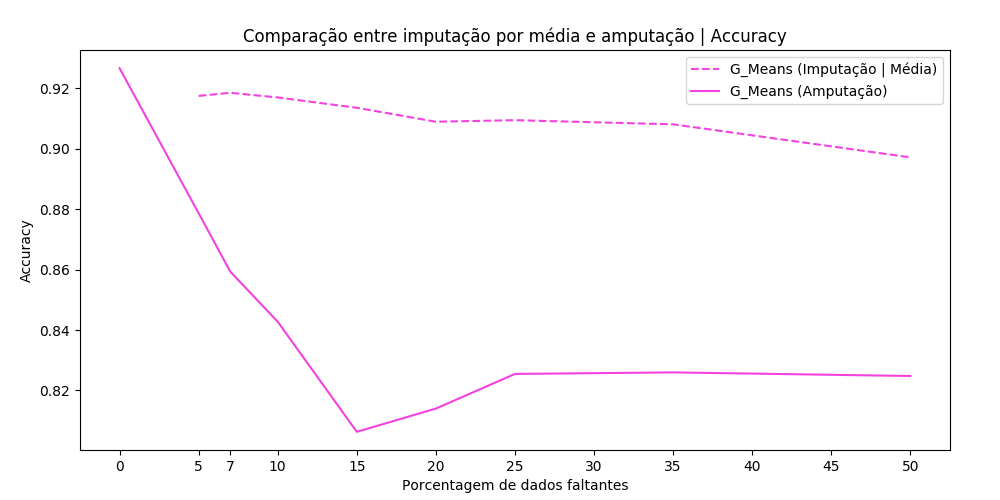 Comparação entre imputação por média e amputação | Accuracy
G_Means (Imputação | Média)
G_Means (Amputação)
Accuracy
0.92
0.90
0.88
0.86
0.84
0.82
0 5 7 10 15 20 25 30 35 40 45 50
Porcentagem de dados faltantes